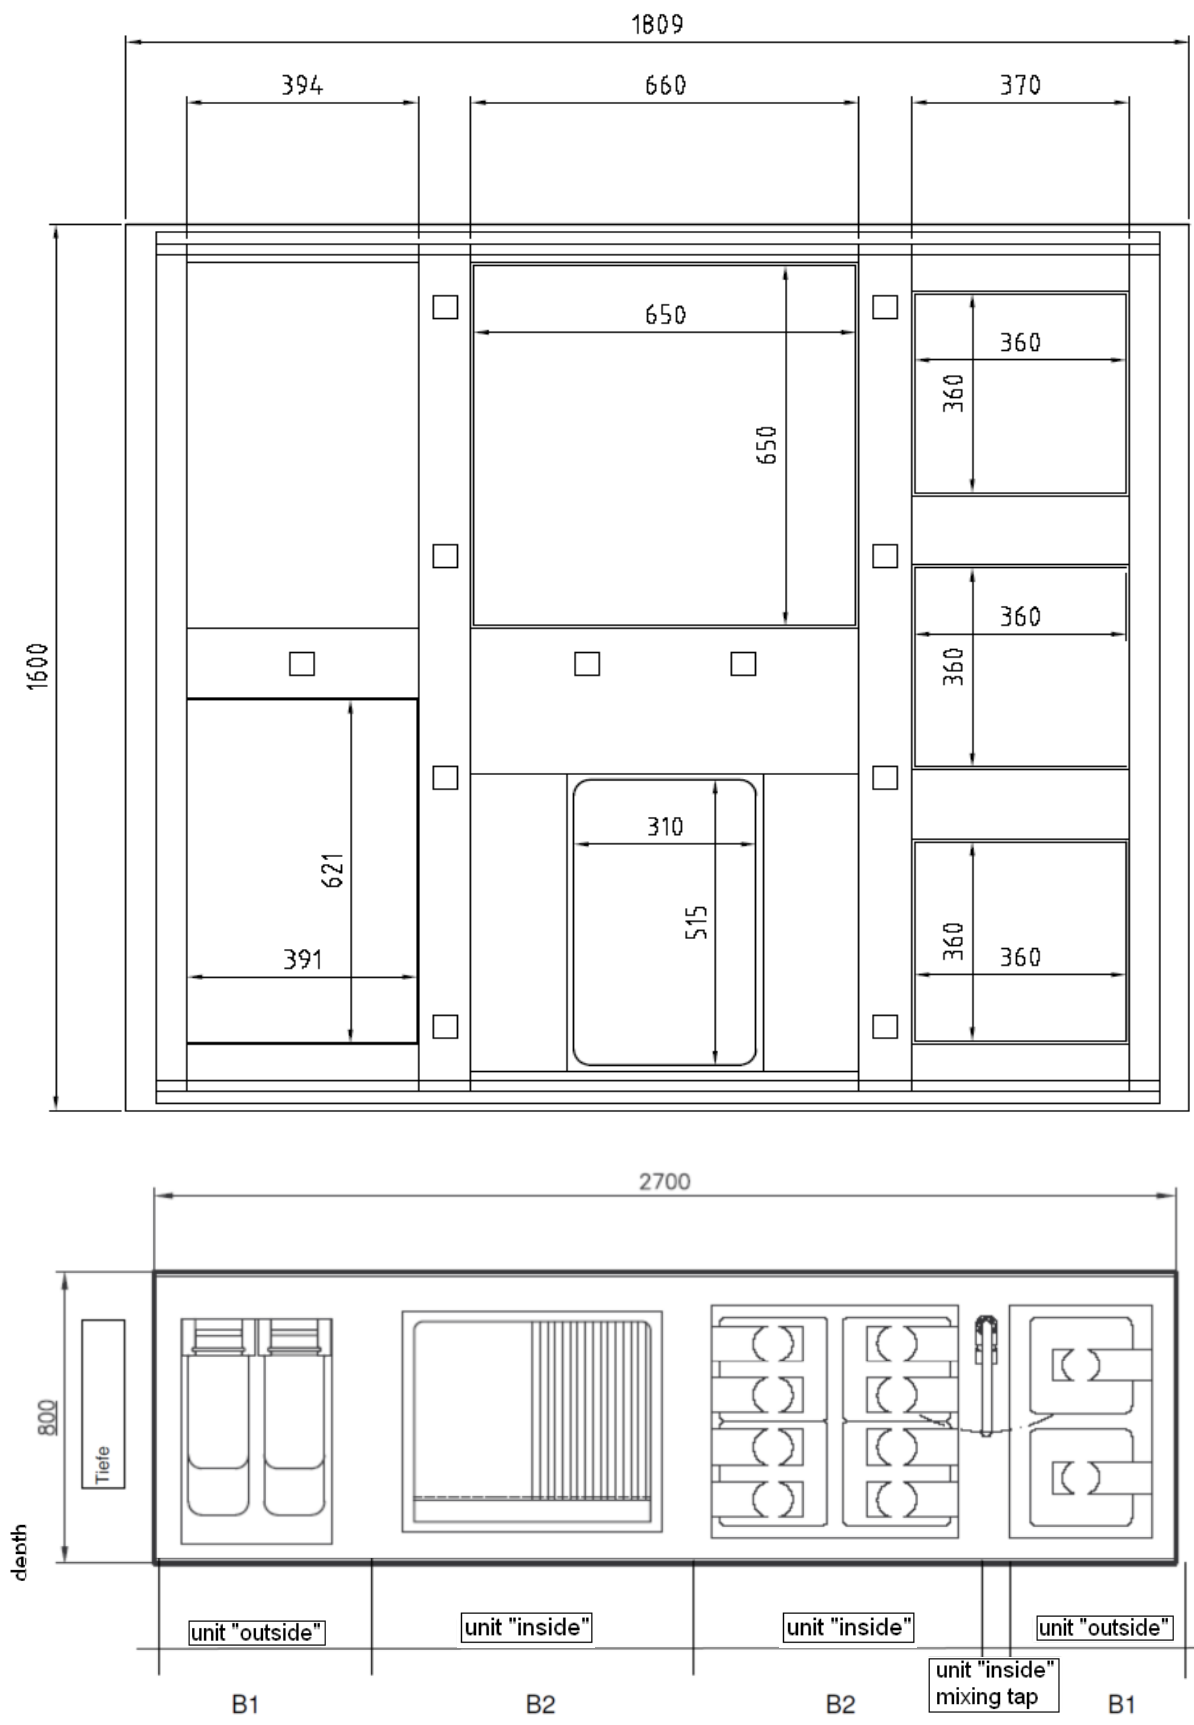 1809
394 660 370
650
360
360
650
360
1600
360
310
621
515
391
360
360
2700
800
Tiefe
depth
unit "outside"
unit "inside"
unit "inside"
unit "outside"
unit "inside"
mixing tap
B1 B2 B2 B1